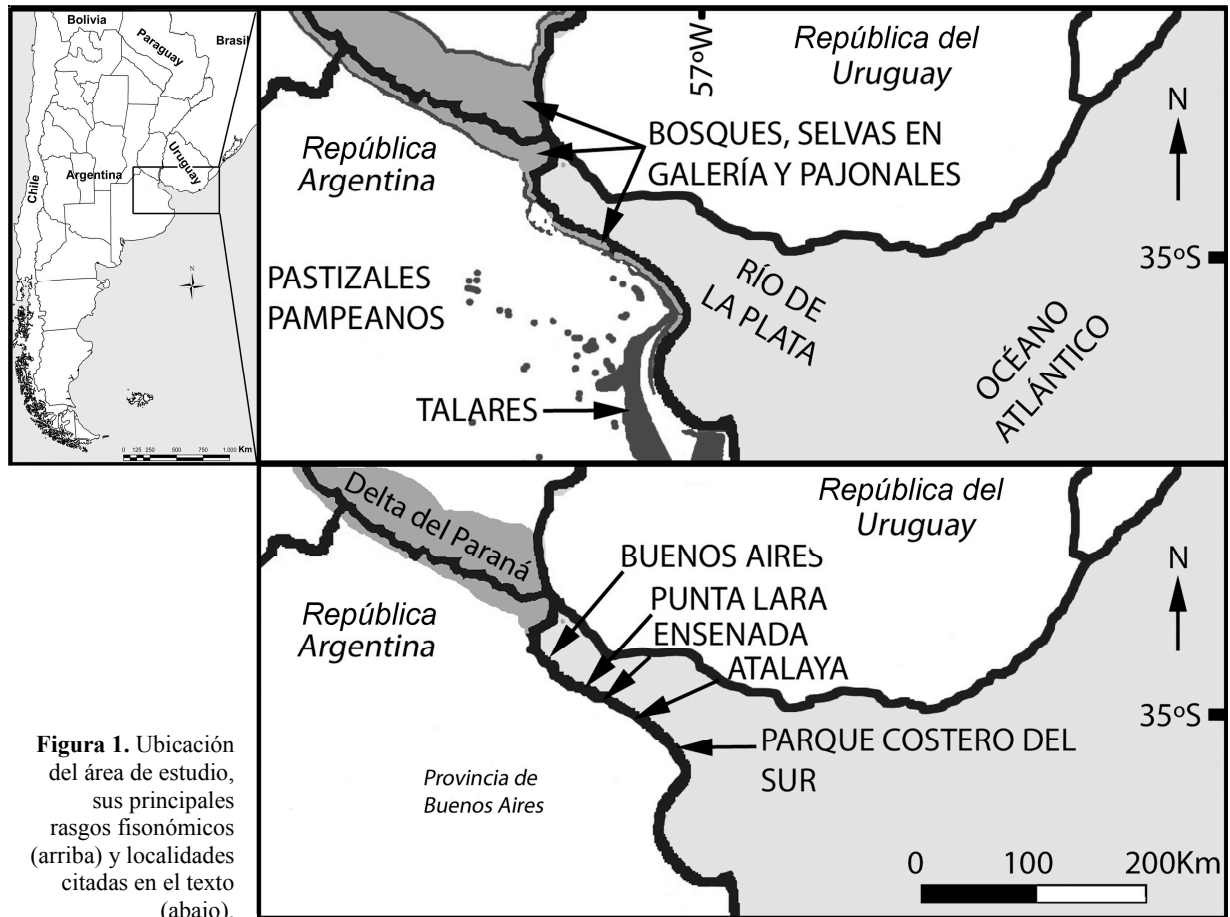 Bolivia
Paraguay
Brasil
Uruguay
Argentina
Chile
N
0 125 250 500 750 1.000 Km
57ºW
República del
Uruguay
N
República
Argentina
BOSQUES, SELVAS EN
GALERÍA Y PAJONALES
35ºS
PASTIZALES
PAMPEANOS
RÍO DE
LA PLATA
OCÉANO
ATLÁNTICO
TALARES
Delta del Paraná
República del
Uruguay
BUENOS AIRES
N
PUNTA LARA
República
Argentina
ENSENADA
ATALAYA
35ºS
PARQUE COSTERO DEL
SUR
Provincia de
Buenos Aires
0 100 200Km
Figura 1. Ubicación
del área de estudio,
sus principales
rasgos fisonómicos
(arriba) y localidades
citadas en el texto
(abajo).